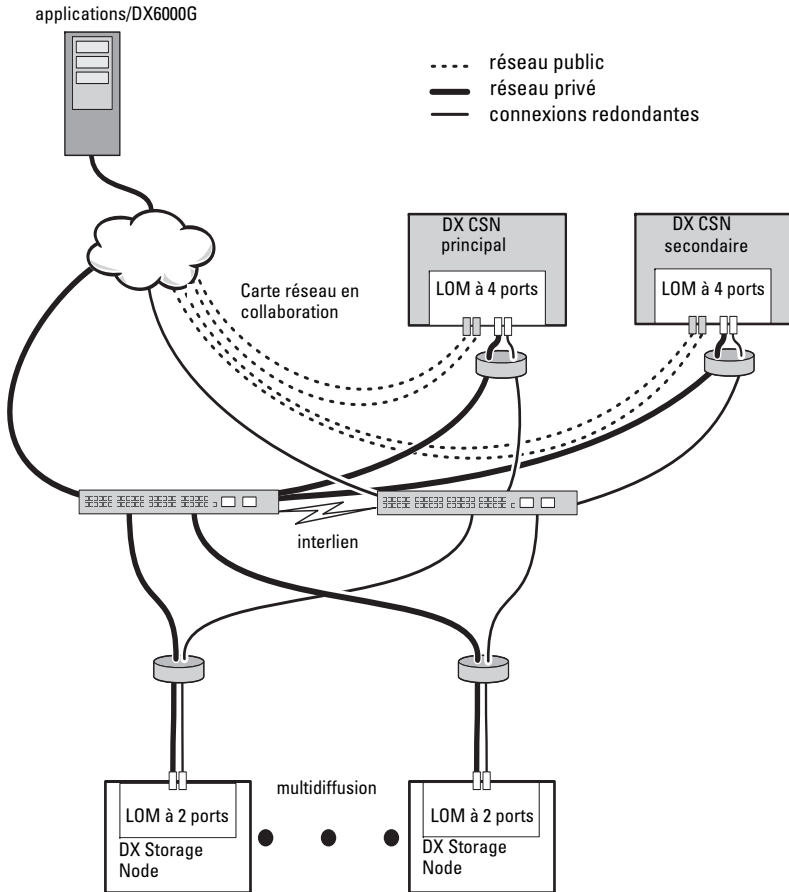 applications/DX6000G
réseau public
réseau privé
connexions redondantes
DX CSN
principal
LOM à 4 ports
DX CSN
secondaire
LOM à 4 ports
Carte réseau en
collaboration
interlien
multidiffusion
LOM à 2 ports
DX Storage
Node
LOM à 2 ports
DX Storage
Node